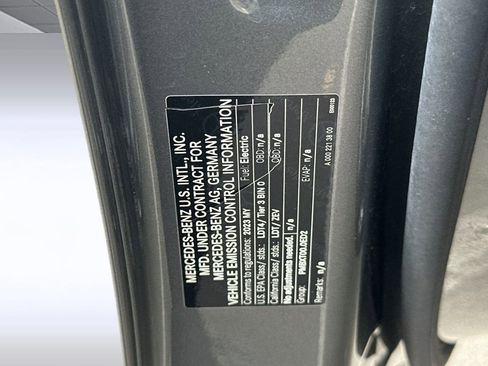 MERCEDES-BENZ U.S. INTL., INC.
MFD. UNDER CONTRACT FOR
MERCEDES-BENZ AG, GERMANY
VEHICLE EMISSION CONTROL INFORMATION
Conforms to regulations: 2023 MY Fuel: Electric
U.S. EPA Class/ stds.: LDT4/ Tier 3 BIN 0 OBD: n/a
California Class/ stds.: LDT/ ZEV OBD: n/a
No adjustments needed.
Group: PMBXT00.0ED2 EVAP: n/a
Remarks: n/a
A 000 221 38 00